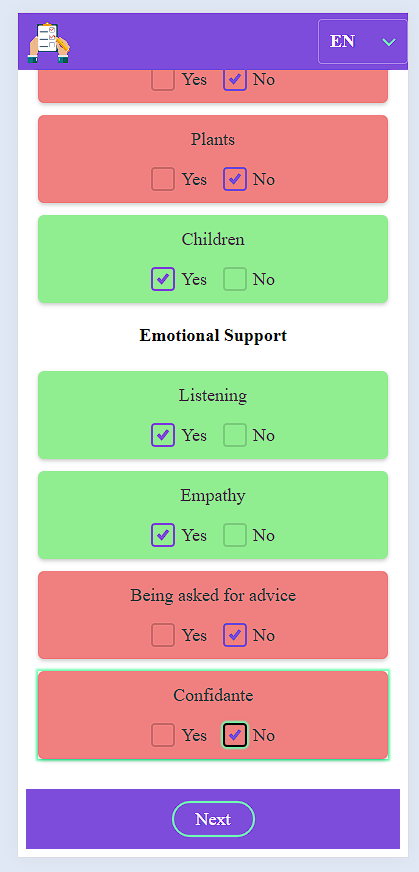 EN
Yes No
Plants
Yes No
Children
Yes No
Emotional Support
Listening
Yes No
Empathy
Yes No
Being asked for advice
Yes No
Confidante
Yes No
Next